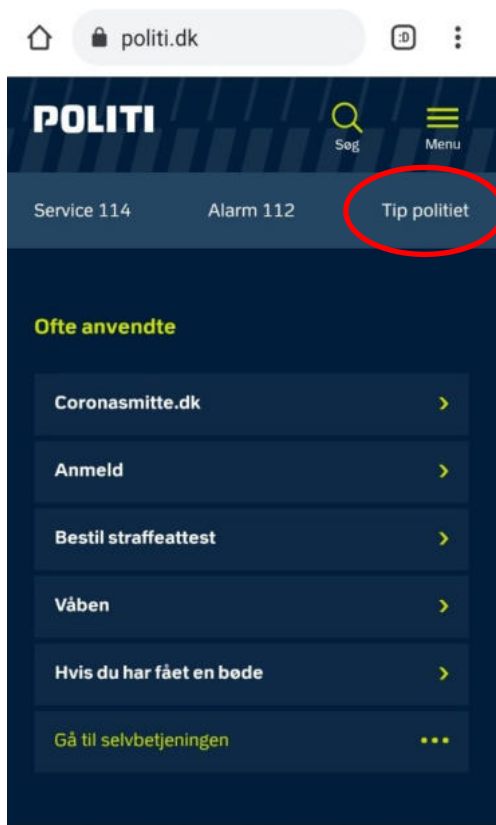 politi.dk
:D
POLITI
Søg
Menu
Service 114 Alarm 112 Tip politiet
Ofte anvendte
Coronasmitte.dk
Anmeld
Bestil straffeattest
Våben
Hvis du har fået en bøde
Gå til selvbetjeningen